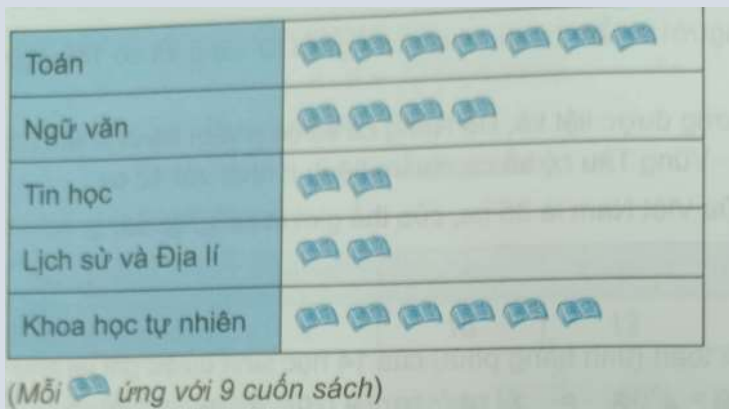 Toán
Ngữ văn
Tin học
Lịch sử và Địa lí
Khoa học tự nhiên
(Mỗi ứng với 9 cuốn sách)